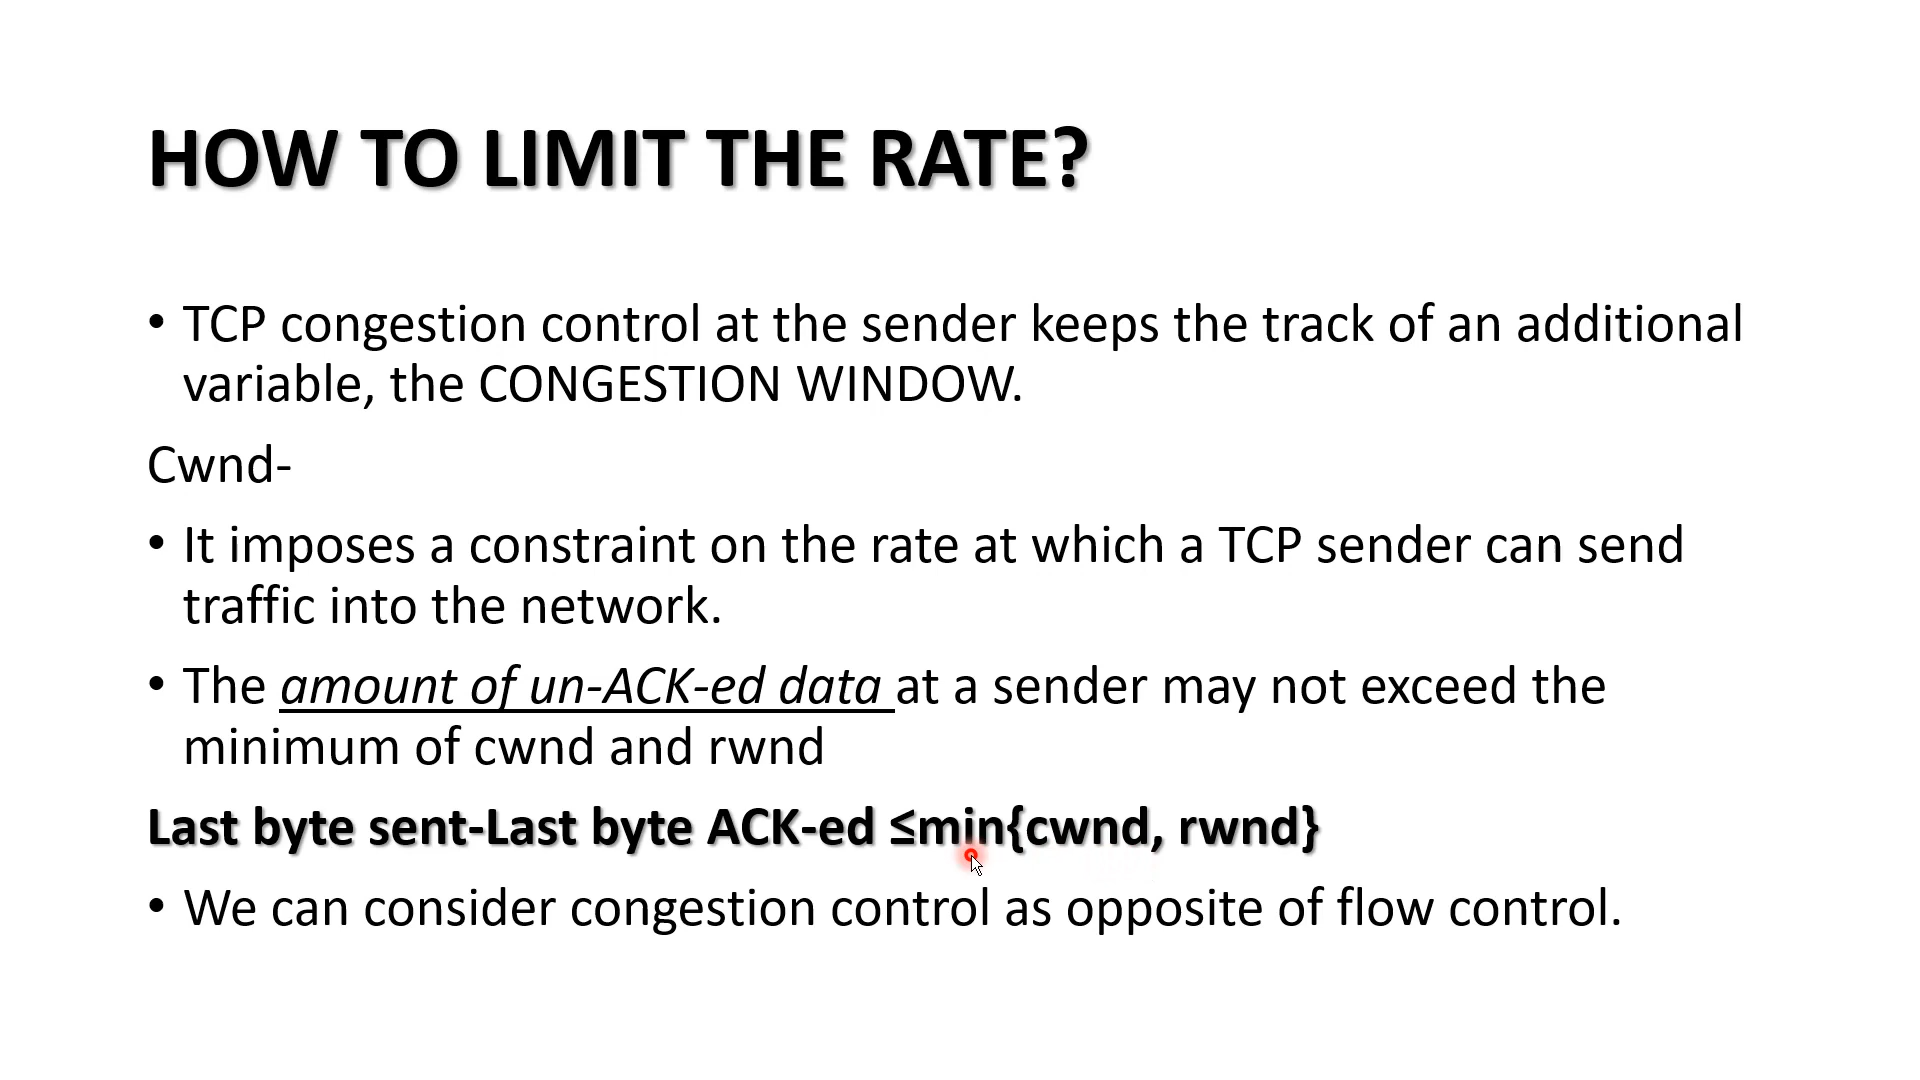 HOW TO LIMIT THE RATE?
• TCP congestion control at the sender keeps the track of an additional
variable, the CONGESTION WINDOW.
Cwnd-
• It imposes a constraint on the rate at which a TCP sender can send
traffic into the network.
• The amount of un-ACK-ed data at a sender may not exceed the
minimum of cwnd and rwnd
Last byte sent-Last byte ACK-ed ≤min{cwnd, rwnd}
• We can consider congestion control as opposite of flow control.